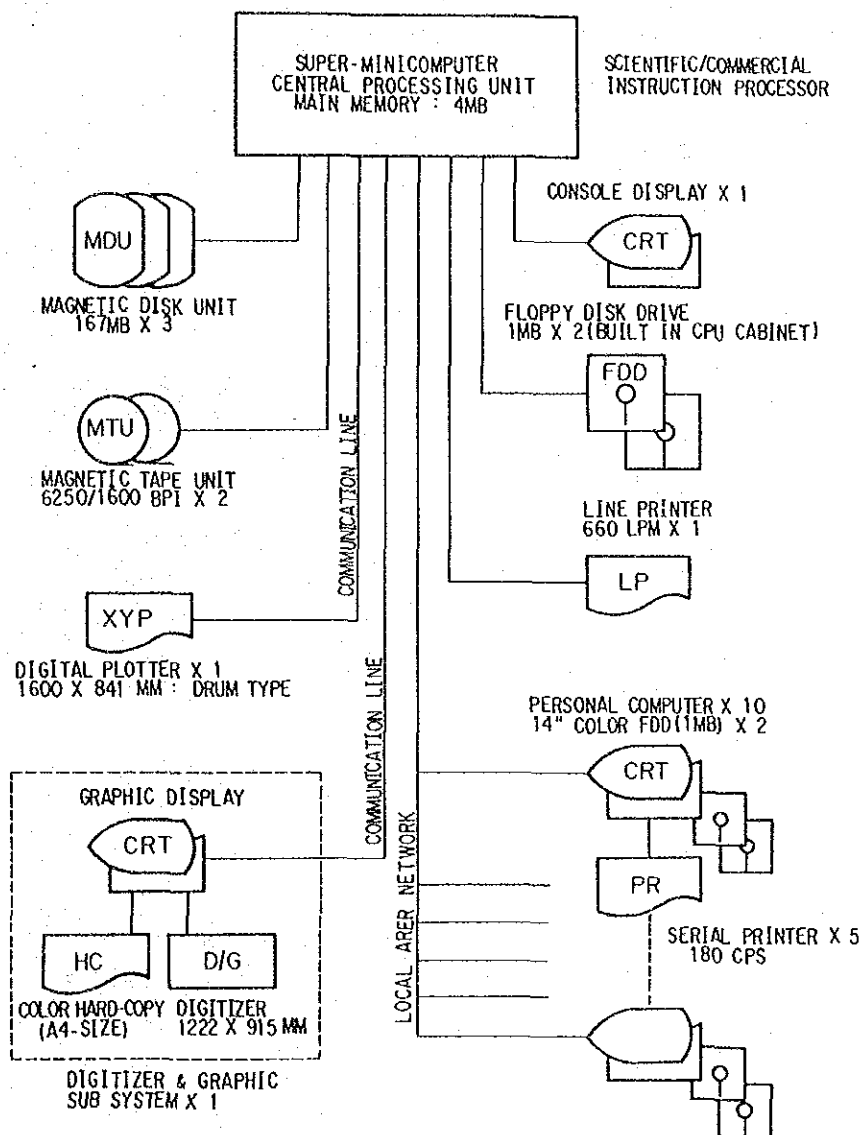 SUPER-MINICOMPUTER
CENTRAL PROCESSING UNIT
MAIN MEMORY : 4MB
SCIENTIFIC/COMMERCIAL
INSTRUCTION PROCESSOR
CONSOLE DISPLAY X 1
CRT
MDU
MAGNETIC DISK UNIT
167MB X 3
FLOPPY DISK DRIVE
1MB X 2(BUILT IN CPU CABINET)
FDD
MTU
MAGNETIC TAPE UNIT
6250/1600 BPI X 2
COMMUNICATION LINE
LINE PRINTER
660 LPM X 1
LP
XYP
DIGITAL PLOTTER X 1
1600 X 841 MM : DRUM TYPE
COMMUNICATION LINE
PERSONAL COMPUTER X 10
14" COLOR FDD(1MB) X 2
CRT
PR
SERIAL PRINTER X 5
180 CPS
LOCAL ARER NETWORK
GRAPHIC DISPLAY
CRT
HC
D/G
COLOR HARD-COPY
(A4-SIZE)
DIGITIZER
1222 X 915 MM
DIGITIZER & GRAPHIC
SUB SYSTEM X 1